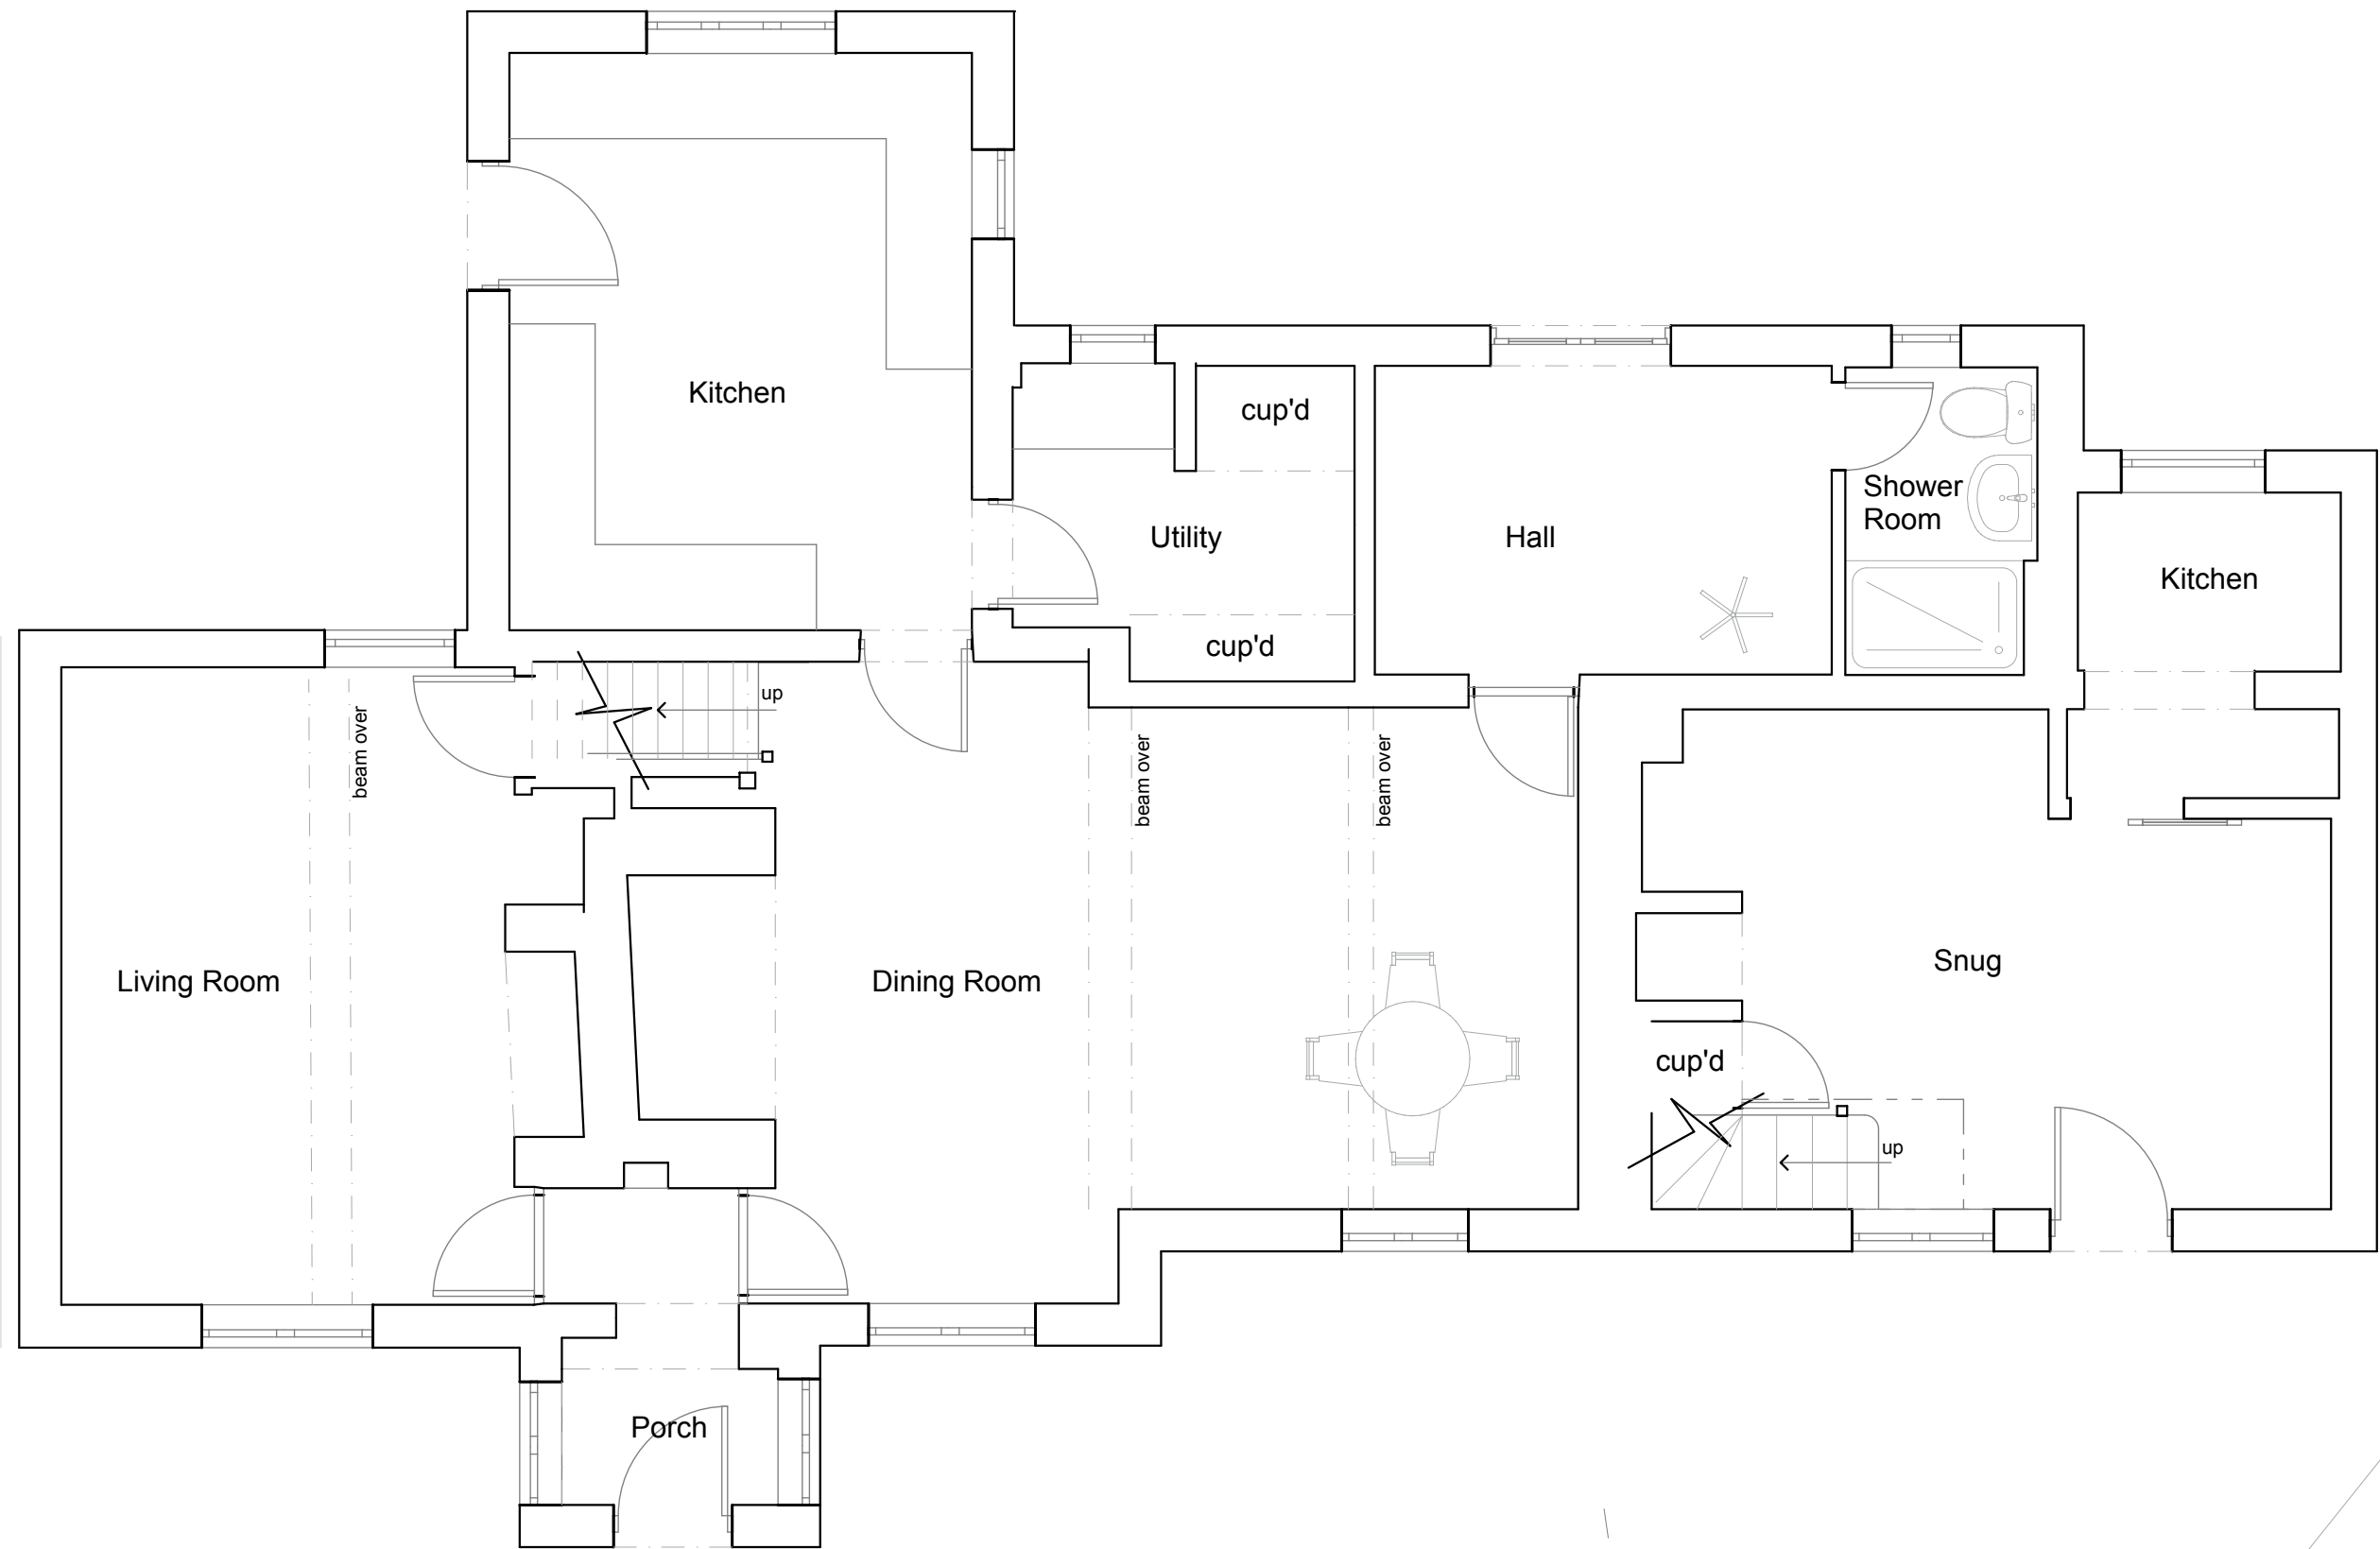 Kitchen
cup'd
Shower
Room
Utility
Hall
Kitchen
cup'd
up
beam over
beam over
beam over
Living Room
Dining Room
Snug
cup'd
up
Porch